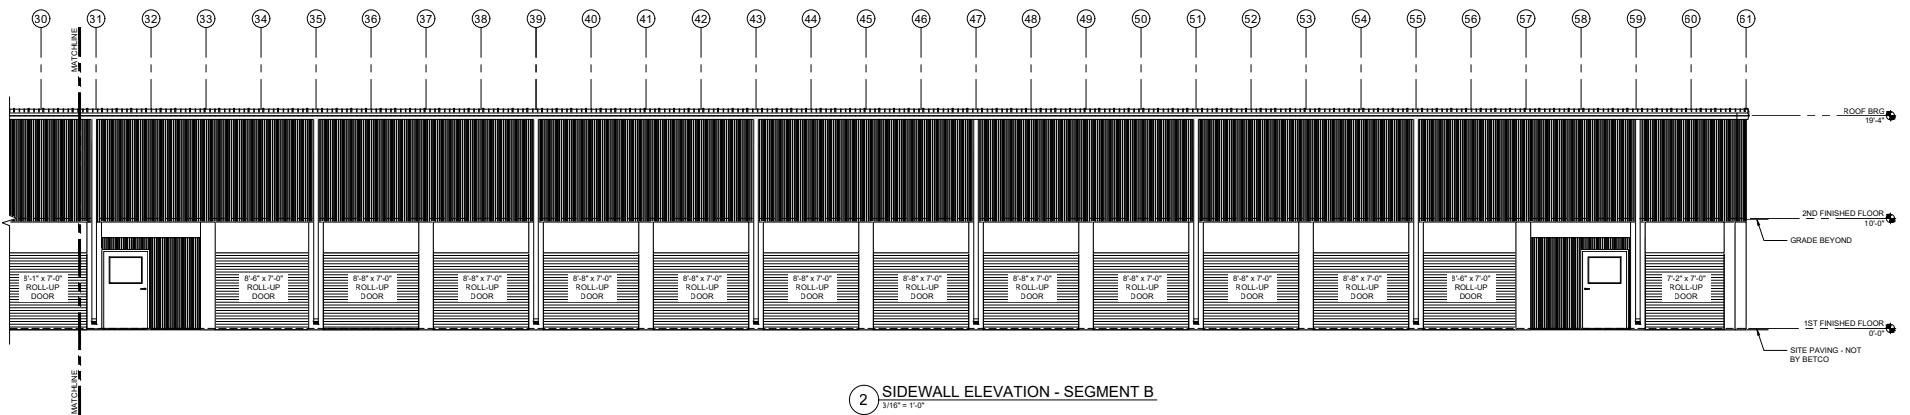 30 31 32 33 34 35 36 37 38 39 40 41 42 43 44 45 46 47 48 49 50 51 52 53 54 55 56 57 58 59 60 61
MATCHLINE
ROOF BRG
19'-4"
2ND FINISHED FLOOR
10'-0"
GRADE BEYOND
8'-1" x 7'-0"
ROLL-UP
DOOR
8'-6" x 7'-0"
ROLL-UP
DOOR
8'-8" x 7'-0"
ROLL-UP
DOOR
8'-8" x 7'-0"
ROLL-UP
DOOR
8'-8" x 7'-0"
ROLL-UP
DOOR
8'-8" x 7'-0"
ROLL-UP
DOOR
8'-8" x 7'-0"
ROLL-UP
DOOR
8'-8" x 7'-0"
ROLL-UP
DOOR
8'-8" x 7'-0"
ROLL-UP
DOOR
8'-8" x 7'-0"
ROLL-UP
DOOR
8'-8" x 7'-0"
ROLL-UP
DOOR
8'-8" x 7'-0"
ROLL-UP
DOOR
8'-6" x 7'-0"
ROLL-UP
DOOR
7'-2" x 7'-0"
ROLL-UP
DOOR
1ST FINISHED FLOOR
0'-0"
SITE PAVING - NOT
BY BETCO
MATCHLINE
2 SIDEWALL ELEVATION - SEGMENT B
3/16" = 1'-0"